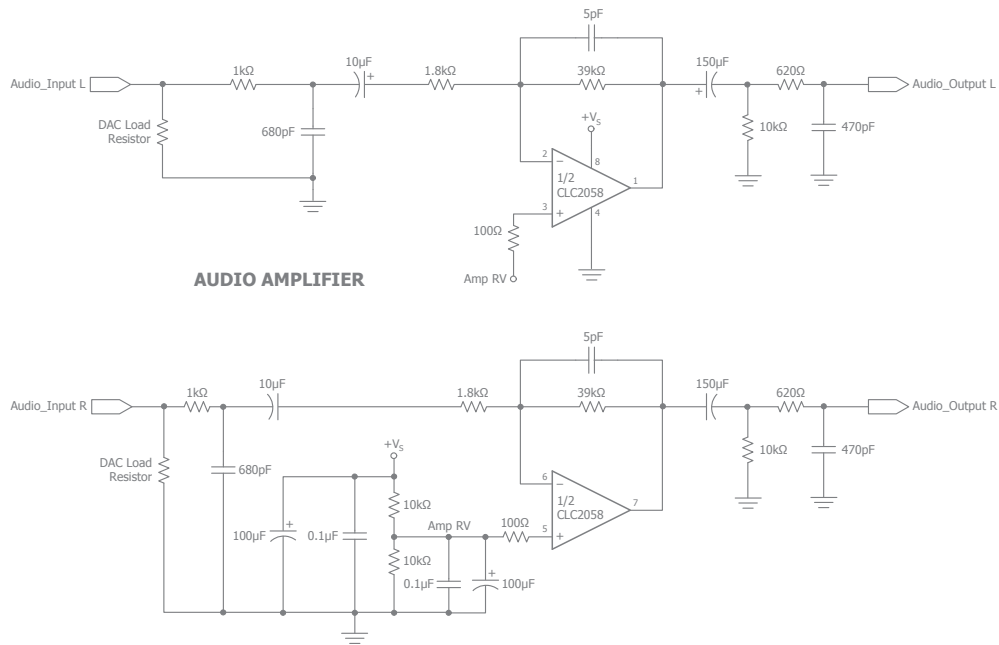 5pF
Audio_Input L
1kΩ
10µF
+
1.8kΩ
39kΩ
150µF
+
620Ω
Audio_Output L
DAC Load
Resistor
680pF
+Vs
10kΩ
470pF
2
−
8
1/2
CLC2058
1
3
+
4
100Ω
Amp RV
AUDIO AMPLIFIER
5pF
Audio_Input R
1kΩ
10µF
1.8kΩ
39kΩ
150µF
620Ω
Audio_Output R
DAC Load
Resistor
680pF
+Vs
10kΩ
470pF
6
−
1/2
CLC2058
7
5
+
100µF
+
0.1µF
10kΩ
Amp RV
100Ω
10kΩ
0.1µF
+
100µF